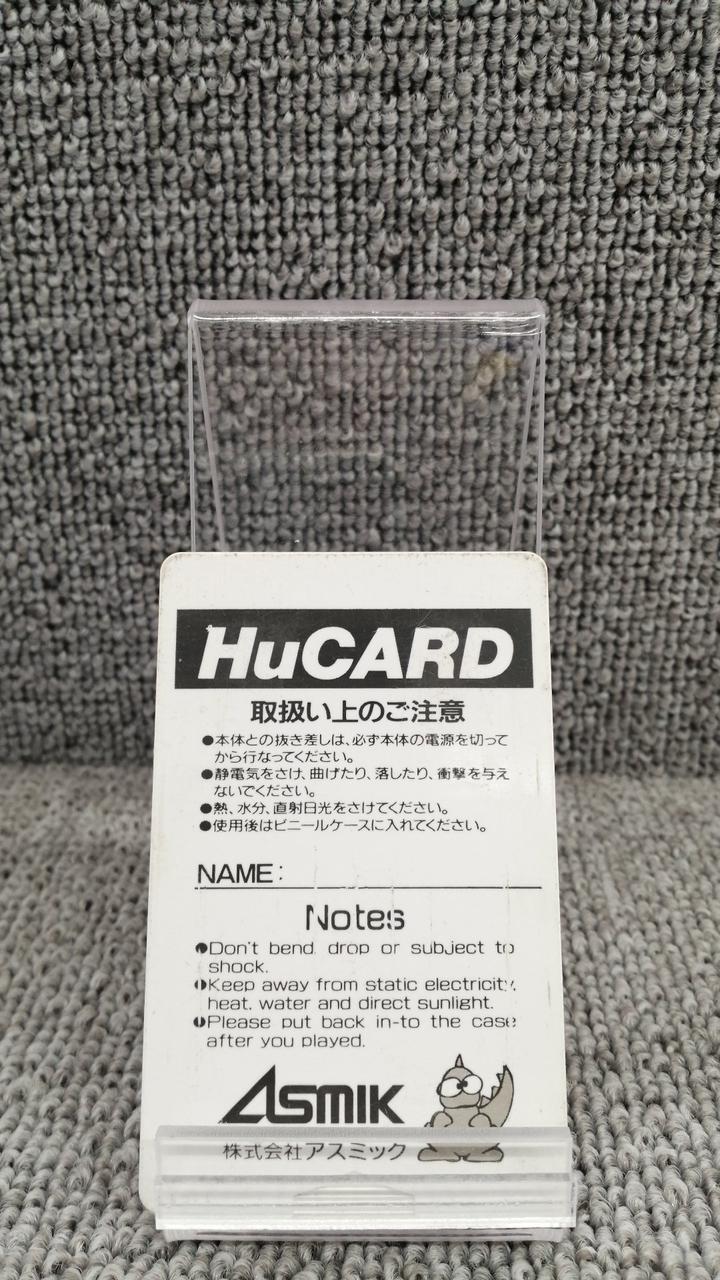 HuCARD
取扱い上のご注意
●本体との抜き差しは、必ず本体の電源を切って
から行なってください。
●静電気をさけ、曲げたり、落したり、衝撃を与え
ないでください。
●熱、水分、直射日光をさけてください。
●使用後はビニールケースに入れてください。
NAME:
Notes
●Don't bend, drop or subject to
shock.
●Keep away from static electricity,
heat, water and direct sunlight.
●Please put back in-to the case
after you played.
ASMIK
株式会社アスミック